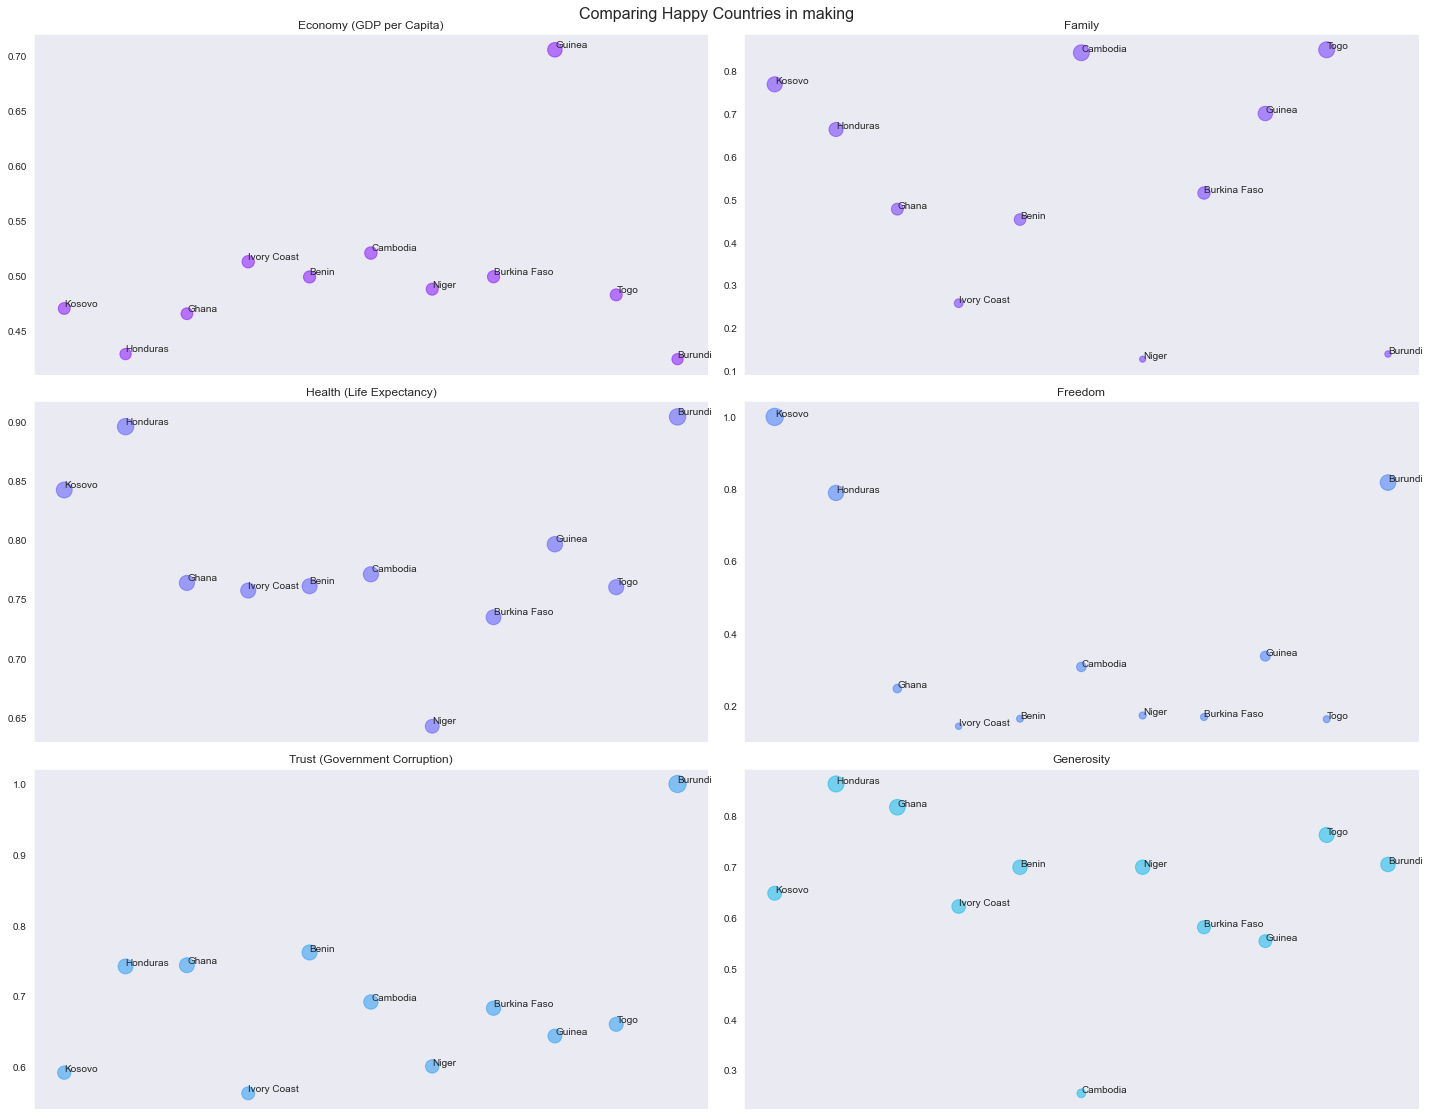 Comparing Happy Countries in making
Economy (GDP per Capita)
0.70
0.65
0.60
0.55
0.50
0.45
Guinea
Cambodia
Ivory Coast
Benin
Burkina Faso
Niger
Togo
Kosovo
Ghana
Honduras
Burundi
Family
0.8
0.7
0.6
0.5
0.4
0.3
0.2
0.1
Togo
Cambodia
Kosovo
Guinea
Honduras
Burkina Faso
Ghana
Benin
Ivory Coast
Burundi
Niger
Health (Life Expectancy)
0.90
0.85
0.80
0.75
0.70
0.65
Burundi
Honduras
Kosovo
Guinea
Cambodia
Ghana
Benin
Ivory Coast
Togo
Burkina Faso
Niger
Freedom
1.0
0.8
0.6
0.4
0.2
Kosovo
Burundi
Honduras
Guinea
Cambodia
Ghana
Niger
Burkina Faso
Benin
Togo
Ivory Coast
Trust (Government Corruption)
1.0
0.9
0.8
0.7
0.6
Burundi
Benin
Ghana
Honduras
Cambodia
Burkina Faso
Togo
Guinea
Niger
Kosovo
Ivory Coast
Generosity
0.8
0.7
0.6
0.5
0.4
0.3
Honduras
Ghana
Togo
Burundi
Benin
Niger
Kosovo
Ivory Coast
Burkina Faso
Guinea
Cambodia